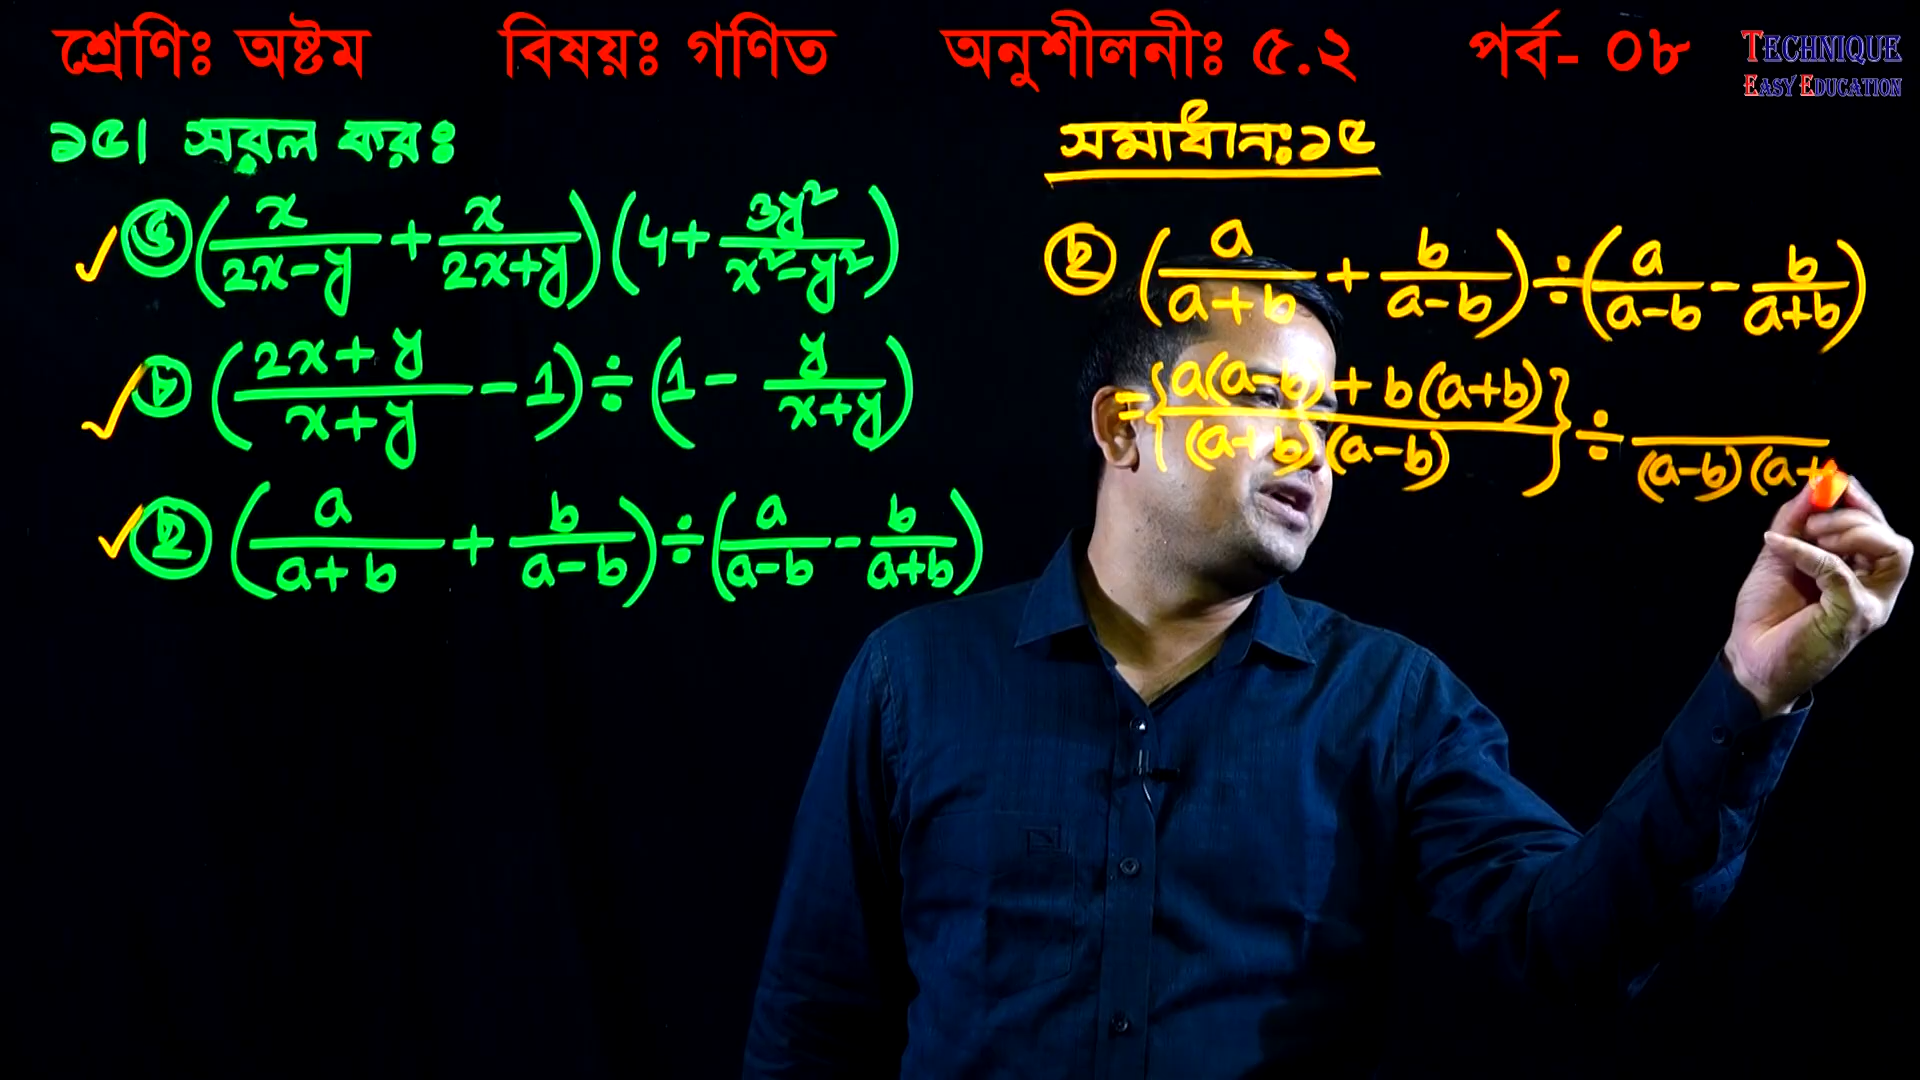 শ্রেণিঃ অষ্টম বিষয়ঃ গণিত অনুশীলনীঃ ৫.২ পর্ব- ০৮
TECHNIQUE
EASY EDUCATION
১৫। সরল করঃ
ঙ (x/(2x-y) + x/(2x+y)) (4 + 3y²/(x²-y²))
চ ((2x+y)/(x+y) - 1) ÷ (1 - y/(x+y))
ছ (a/(a+b) + b/(a-b)) ÷ (a/(a-b) - b/(a+b))
সমাধানঃ১৫
ছ (a/(a+b) + b/(a-b)) ÷ (a/(a-b) - b/(a+b))
= {(a(a-b) + b(a+b))/((a+b)(a-b))} ÷ /(a-b)(a+